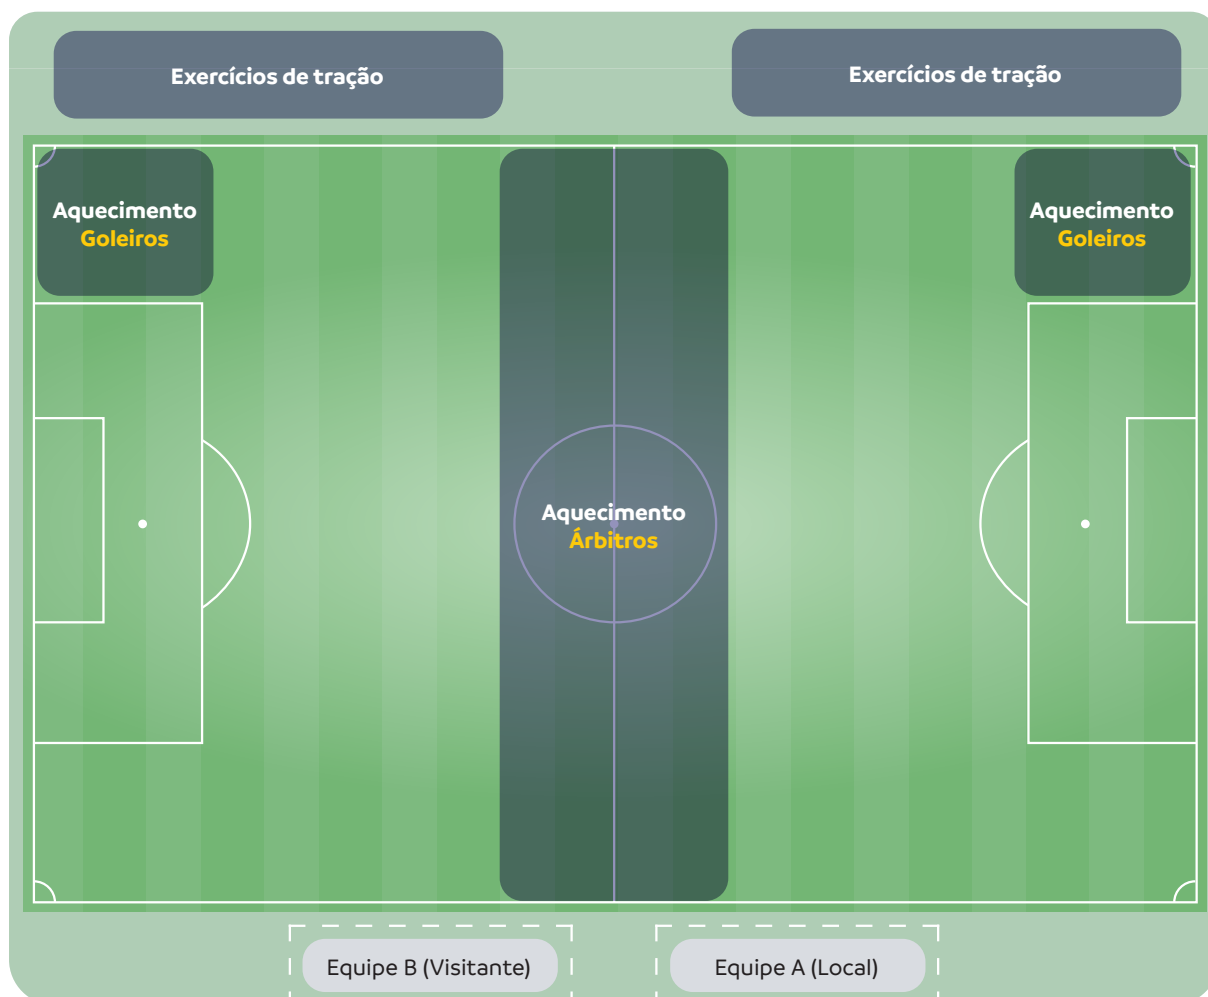 Exercícios de tração
Exercícios de tração
Aquecimento
Goleiros
Aquecimento
Goleiros
Aquecimento
Árbitros
Equipe B (Visitante)
Equipe A (Local)